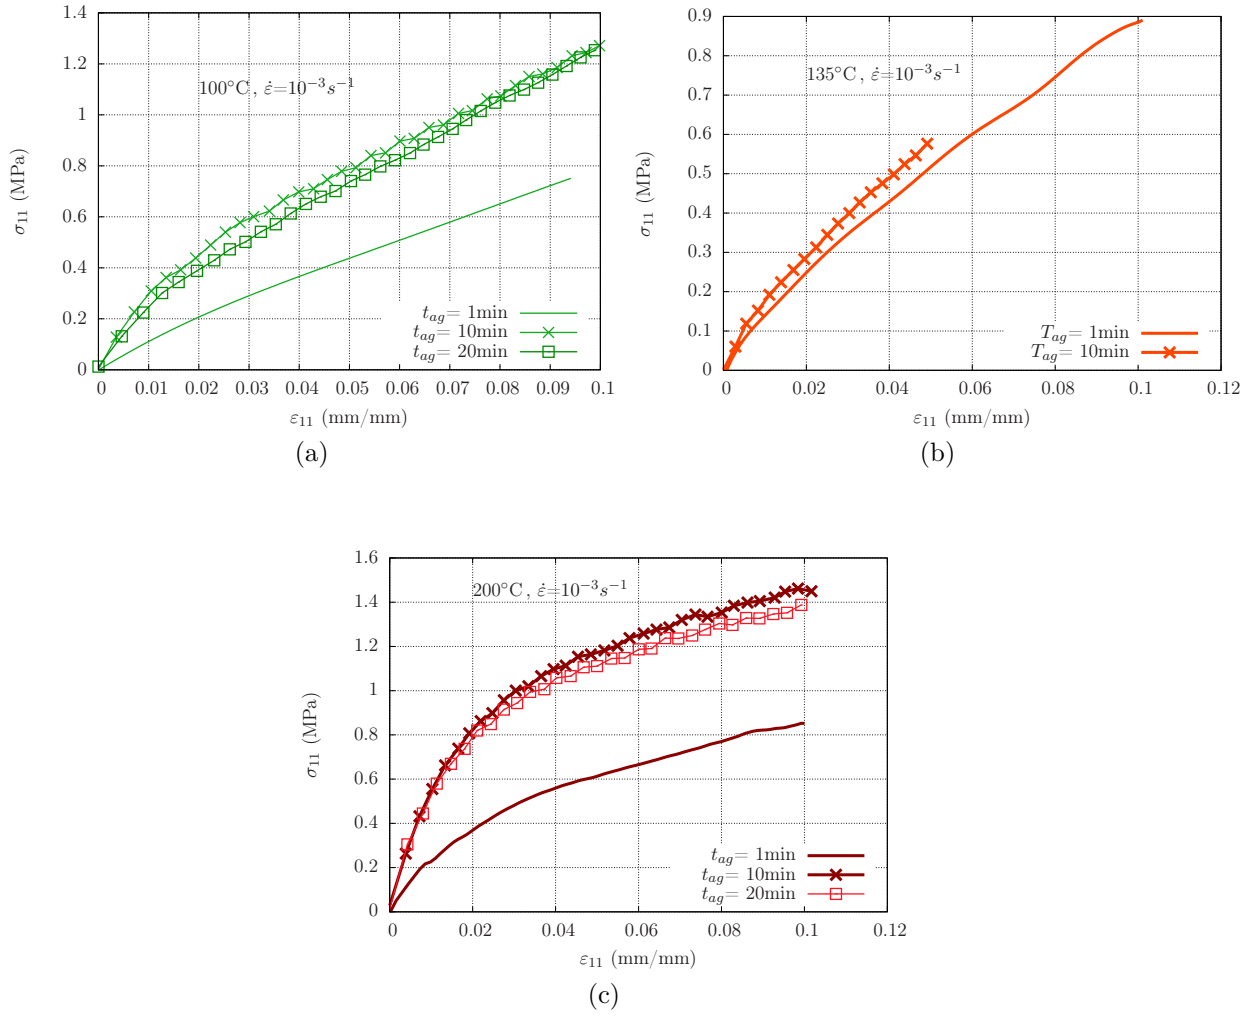 1.4
1.2
1
0.8
0.6
0.4
0.2
0
σ11 (MPa)
100°C , ε̇=10−3s−1
tag= 1min
tag= 10min
tag= 20min
0 0.01 0.02 0.03 0.04 0.05 0.06 0.07 0.08 0.09 0.1
ε11 (mm/mm)
(a)
0.9
0.8
0.7
0.6
0.5
0.4
0.3
0.2
0.1
0
σ11 (MPa)
135°C , ε̇=10−3s−1
Tag= 1min
Tag= 10min
0 0.02 0.04 0.06 0.08 0.1 0.12
ε11 (mm/mm)
(b)
1.6
1.4
1.2
1
0.8
0.6
0.4
0.2
0
σ11 (MPa)
200°C , ε̇=10−3s−1
tag= 1min
tag= 10min
tag= 20min
0 0.02 0.04 0.06 0.08 0.1 0.12
ε11 (mm/mm)
(c)